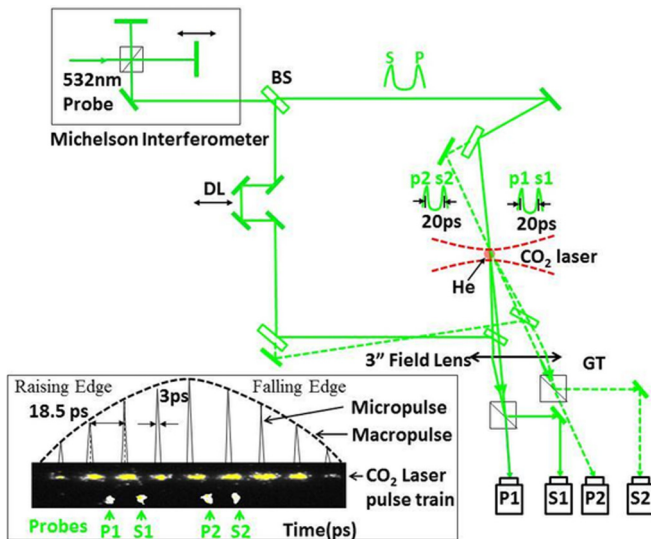 532nm
Probe
Michelson Interferometer
BS
S P
DL
p2 s2
p1 s1
20ps
20ps
CO2 laser
He
3” Field Lens
GT
Raising Edge
Falling Edge
18.5 ps
3ps
Micropulse
Macropulse
CO2 Laser
pulse train
Probes
P1
S1
P2
S2
Time(ps)
P1
S1
P2
S2